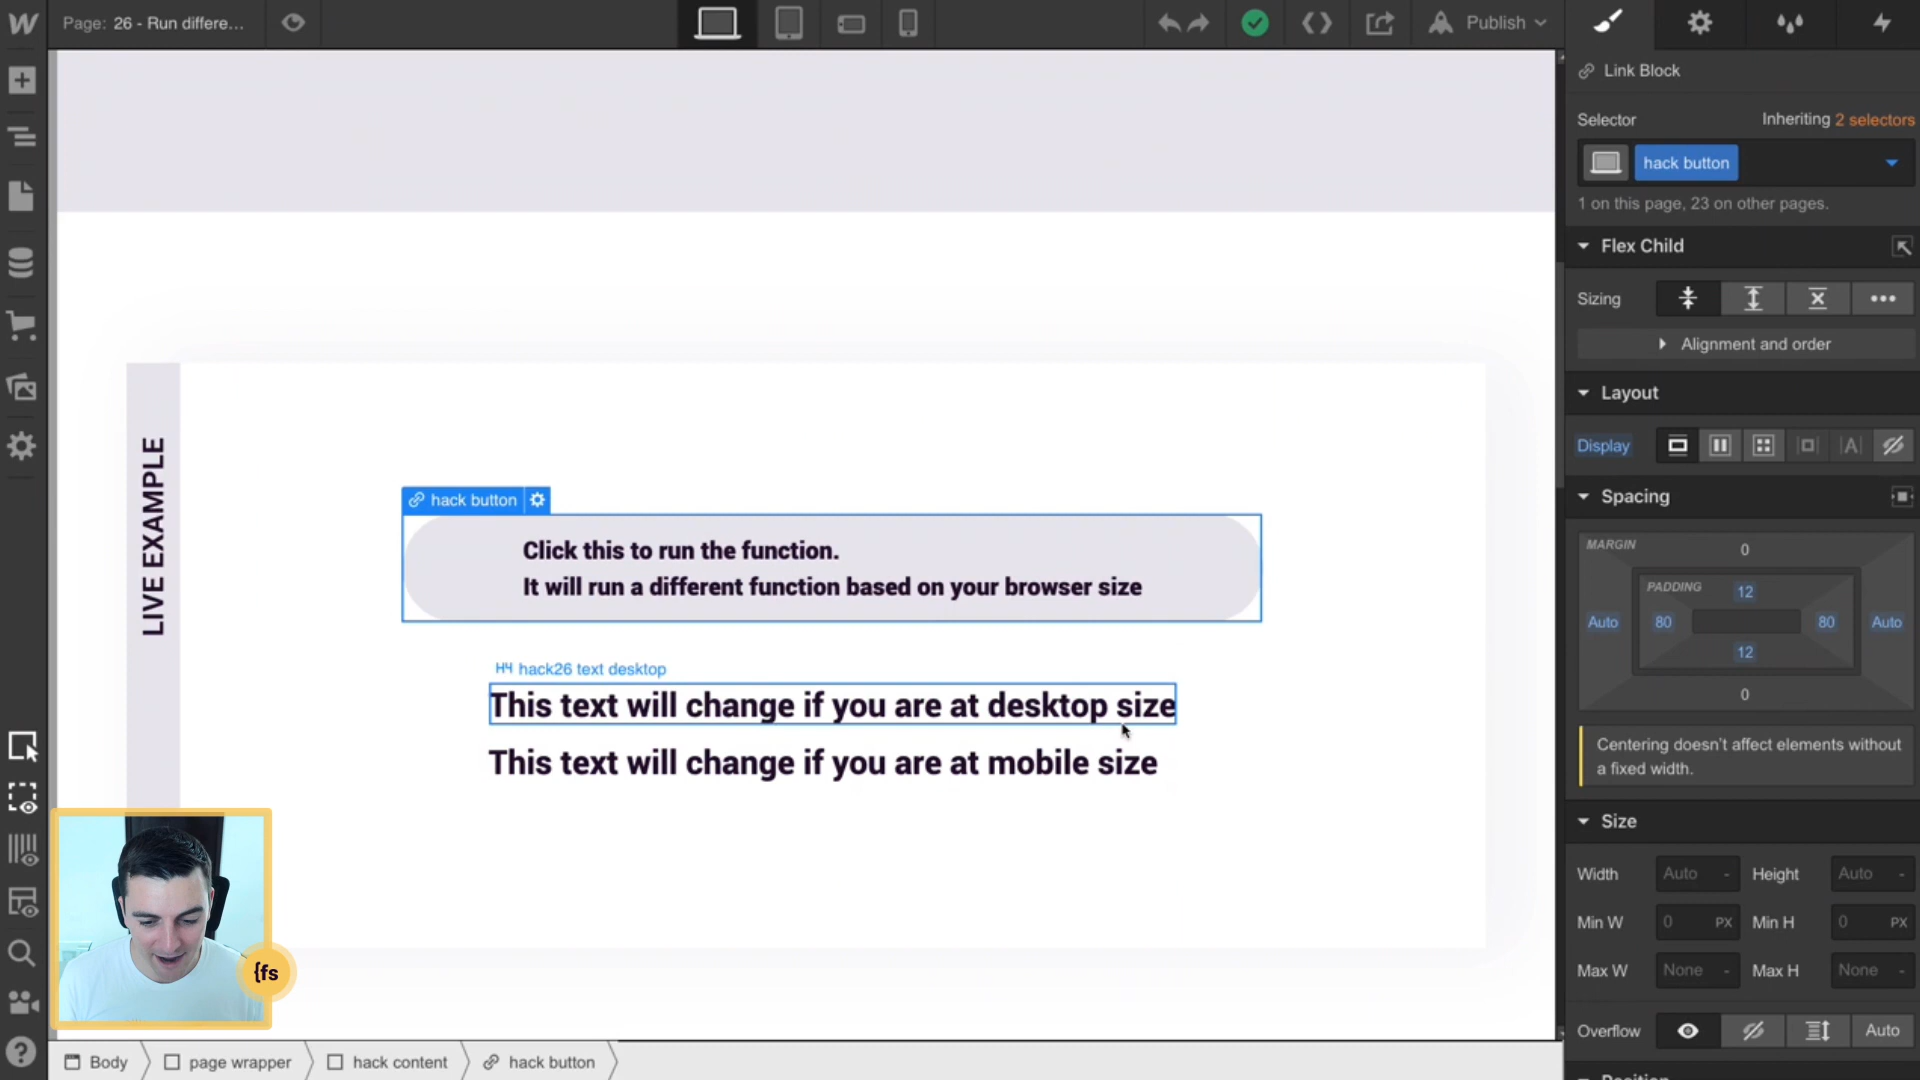 Page: 26 - Run differe...
Publish
Link Block
Selector
Inheriting 2 selectors
hack button
1 on this page, 23 on other pages.
Flex Child
Sizing
Alignment and order
Layout
Display
Spacing
MARGIN
0
PADDING
12
Auto
80
80
Auto
12
0
Centering doesn't affect elements without
a fixed width.
Size
Width
Auto
-
Height
Auto
-
Min W
0
PX
Min H
0
PX
Max W
None
-
Max H
None
-
Overflow
Auto
Position
LIVE EXAMPLE
hack button
Click this to run the function.
It will run a different function based on your browser size
H4 hack26 text desktop
This text will change if you are at desktop size
This text will change if you are at mobile size
{fs
Body
page wrapper
hack content
hack button